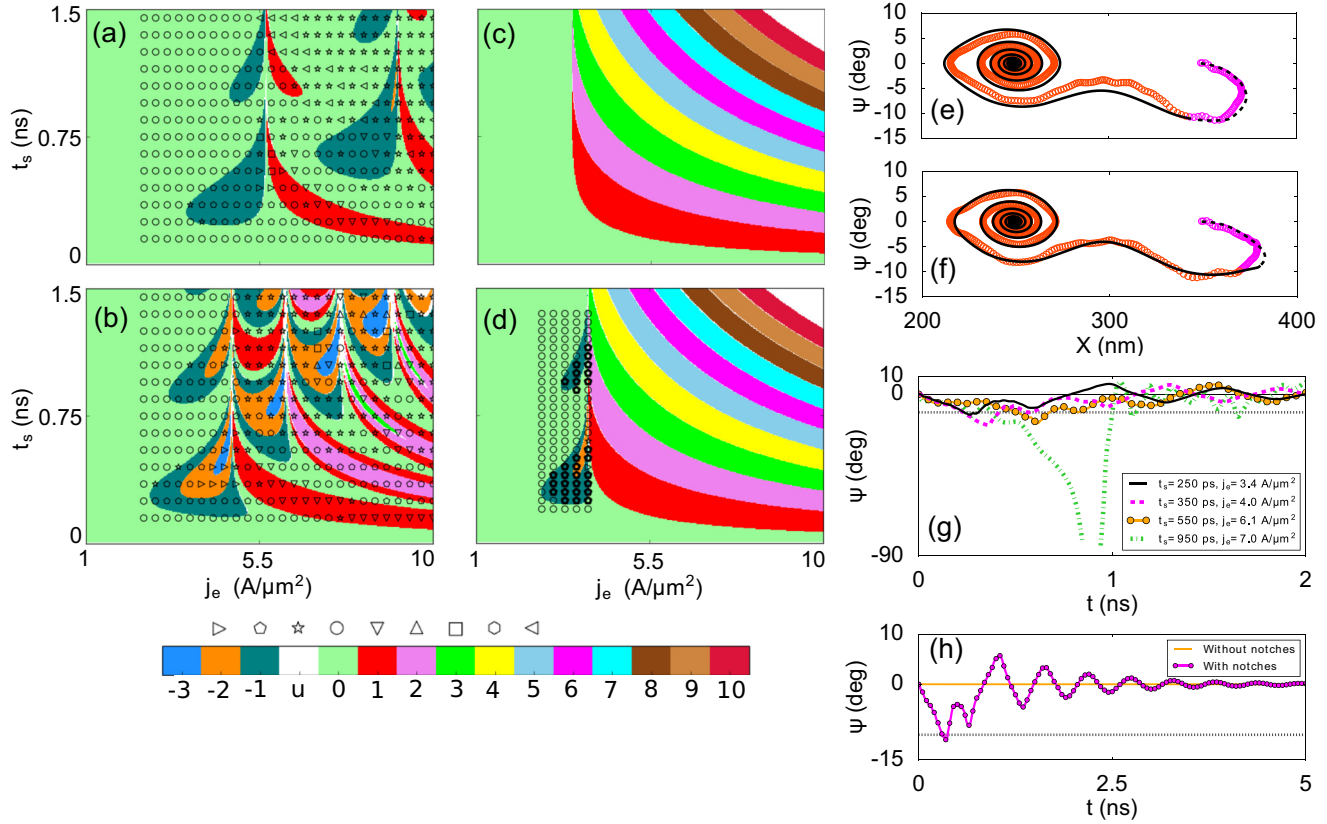 (a)
1.5
0.75
0
t_s (ns)
(c)
(b)
1.5
0.75
0
t_s (ns)
1
5.5
10
j_e (A/µm²)
(d)
1
5.5
10
j_e (A/µm²)
-3 -2 -1 u 0 1 2 3 4 5 6 7 8 9 10
(e)
10
5
0
-5
-10
-15
ψ (deg)
(f)
10
5
0
-5
-10
-15
ψ (deg)
200 300 400
X (nm)
(g)
10
0
-90
ψ (deg)
t_s= 250 ps, j_e= 3.4 A/µm²
t_s= 350 ps, j_e= 4.0 A/µm²
t_s= 550 ps, j_e= 6.1 A/µm²
t_s= 950 ps, j_e= 7.0 A/µm²
0 1 2
t (ns)
(h)
10
0
-15
ψ (deg)
Without notches
With notches
0 2.5 5
t (ns)